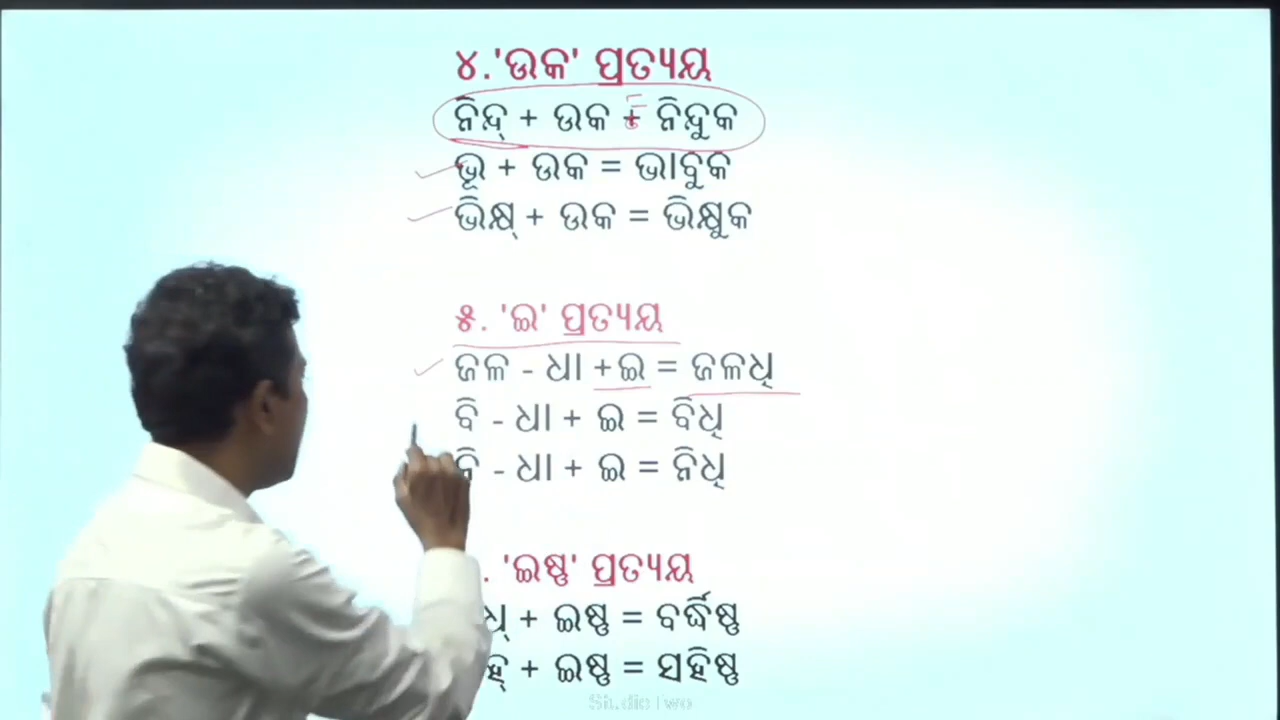 ୪.'ଉକ' ପ୍ରତ୍ୟୟ
ନିନ୍ଦ୍ + ଉକ + ନିନ୍ଦୁକ
ଭୂ + ଉକ = ଭାବୁକ
ଭିକ୍ଷ୍ + ଉକ = ଭିକ୍ଷୁକ
୫. 'ଇ' ପ୍ରତ୍ୟୟ
ଜଳ - ଧା +ଇ = ଜଳଧି
ବି - ଧା + ଇ = ବିଧି
ନି - ଧା + ଇ = ନିଧି
. 'ଇଷ୍ଣ' ପ୍ରତ୍ୟୟ
ଧ୍ + ଇଷ୍ଣ = ବର୍ଦ୍ଧିଷ୍ଣ
ହ୍ + ଇଷ୍ଣ = ସହିଷ୍ଣ